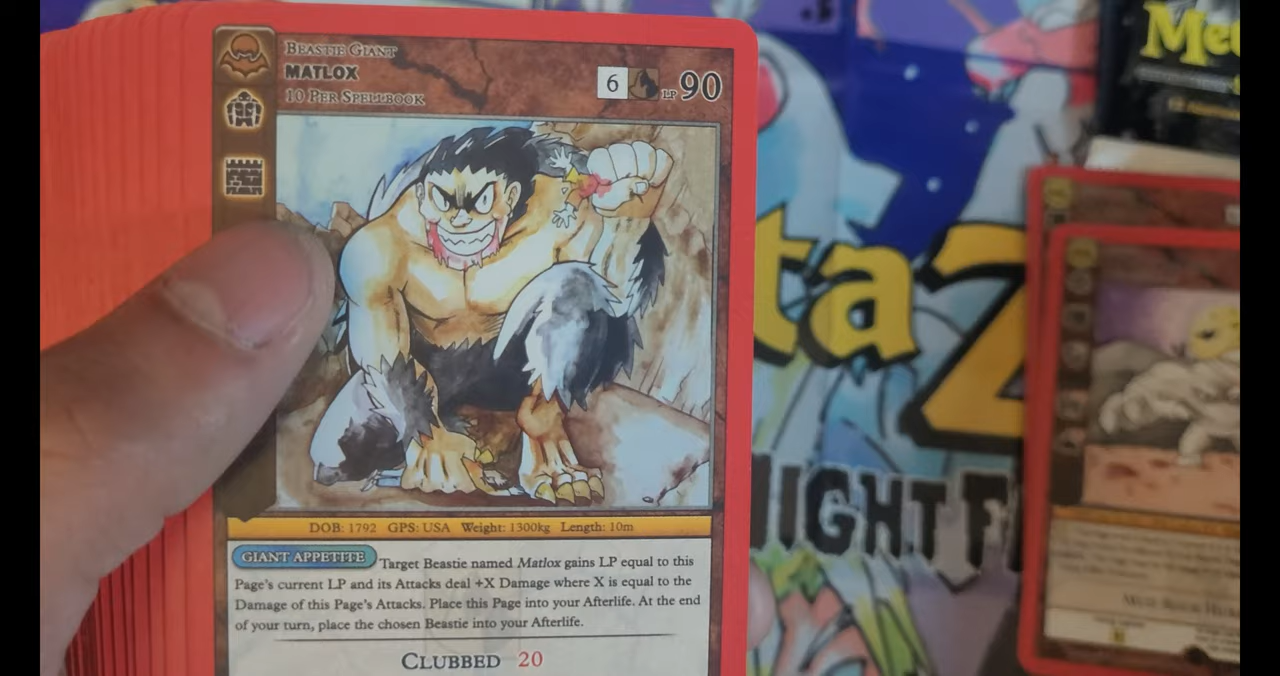 BEASTIE GIANT
MATLOX
10 PER SPELLBOOK
6
LP 90
DOB: 1792 GPS: USA Weight: 1300kg Length: 10m
GIANT APPETITE Target Beastie named Matlox gains LP equal to this
Page's current LP and its Attacks deal +X Damage where X is equal to the
Damage of this Page's Attacks. Place this Page into your Afterlife. At the end
of your turn, place the chosen Beastie into your Afterlife.
CLUBBED 20
Met
ta Z
NIGHT F